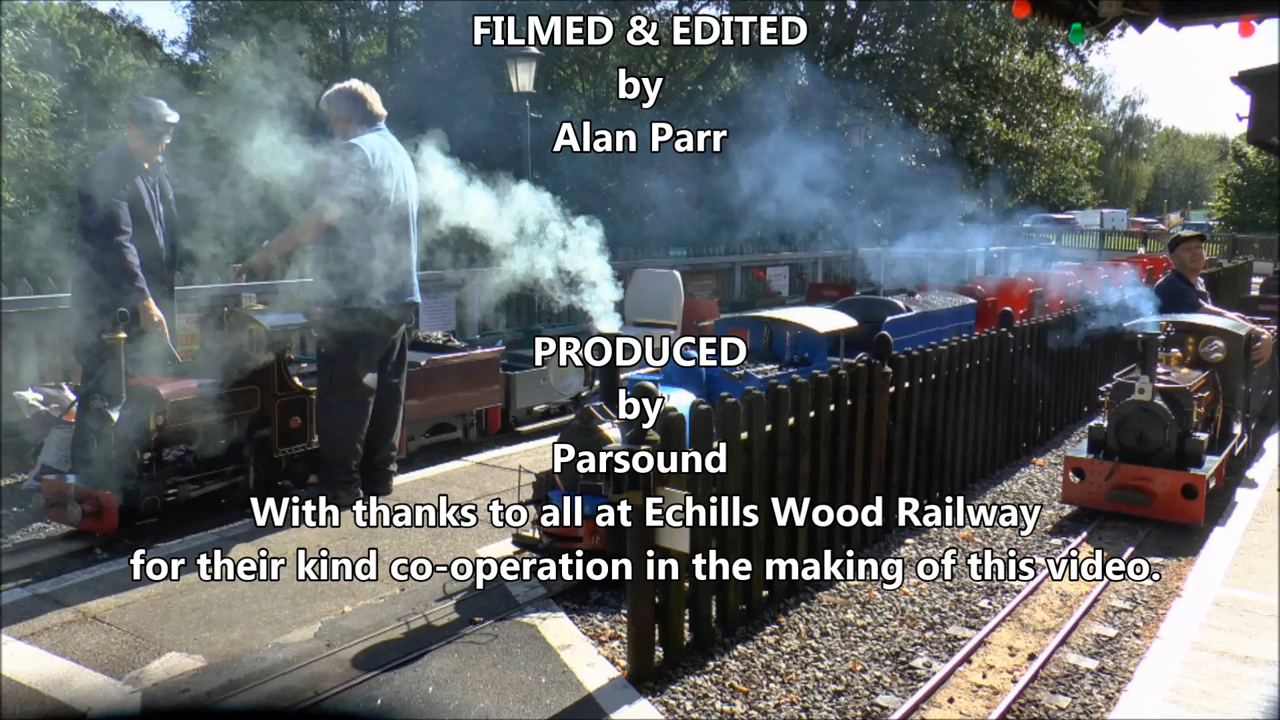 FILMED & EDITED
by
Alan Parr
PRODUCED
by
Parsound
With thanks to all at Echills Wood Railway
for their kind co-operation in the making of this video.